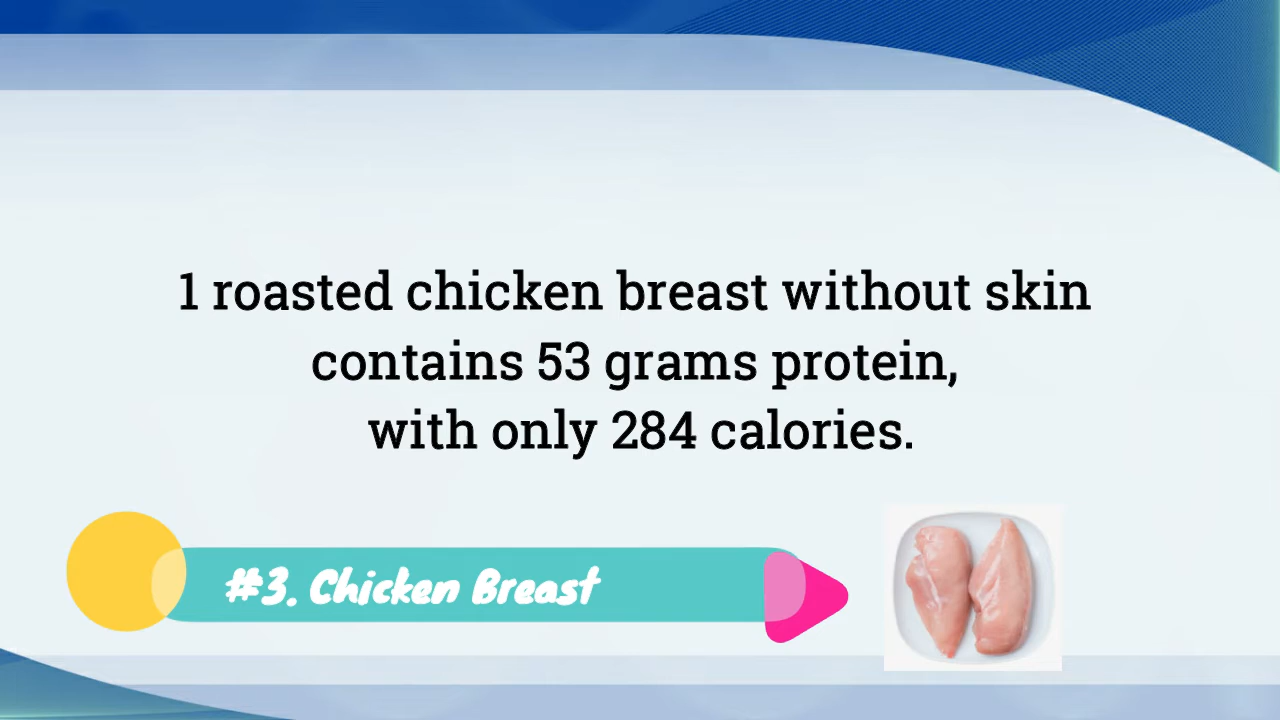 1 roasted chicken breast without skin
contains 53 grams protein,
with only 284 calories.
#3. Chicken Breast